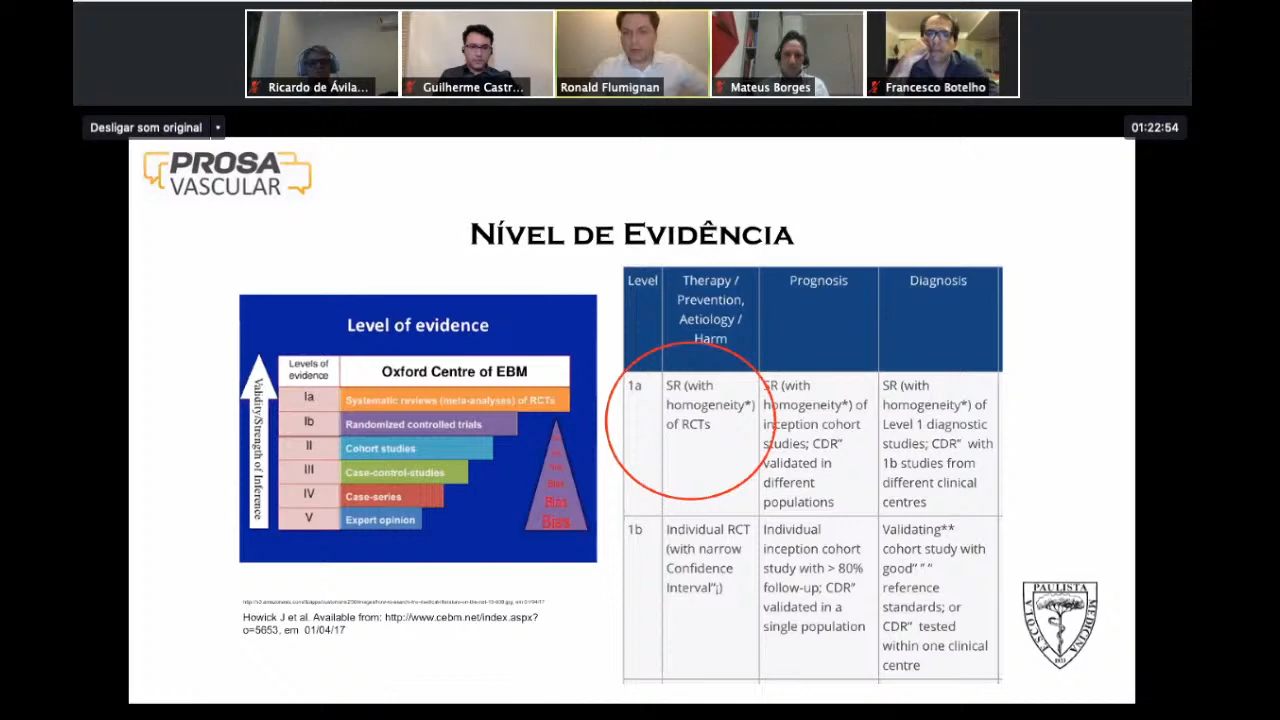 Ricardo de Ávila...
Guilherme Castr...
Ronald Flumignan
Mateus Borges
Francesco Botelho
Desligar som original
01:22:54
PROSA
VASCULAR
NÍVEL DE EVIDÊNCIA
Level of evidence
Validity/Strength of Inference
Levels of
evidence
Oxford Centre of EBM
Ia
Systematic reviews (meta-analyses) of RCTs
Ib
Randomized controlled trials
II
Cohort studies
III
Case-control-studies
IV
Case-series
V
Expert opinion
Bias
Bias
Bias
Howick J et al. Available from: http://www.cebm.net/index.aspx?
o=5653, em 01/04/17
Level
Therapy /
Prevention,
Aetiology /
Harm
Prognosis
Diagnosis
1a
SR (with
homogeneity*)
of RCTs
SR (with
homogeneity*) of
inception cohort
studies; CDR”
validated in
different
populations
SR (with
homogeneity*) of
Level 1 diagnostic
studies; CDR” with
1b studies from
different clinical
centres
1b
Individual RCT
(with narrow
Confidence
Interval”¡)
Individual
inception cohort
study with > 80%
follow-up; CDR”
validated in a
single population
Validating**
cohort study with
good” ” ”
reference
standards; or
CDR” tested
within one clinical
centre
ESCOLA PAULISTA MEDICINA
1933